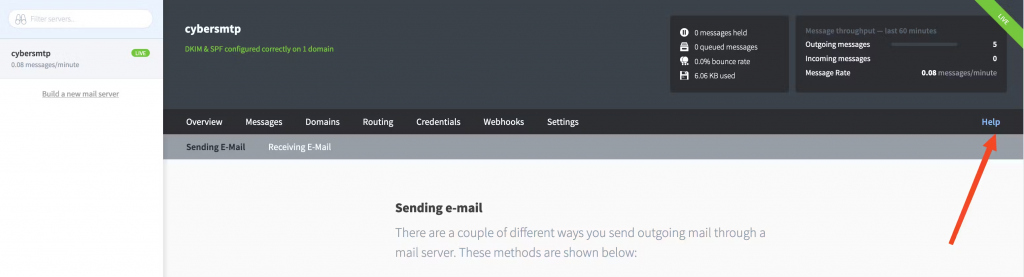 Filter servers..
cybersmtp
LIVE
0.08 messages/minute
Build a new mail server
cybersmtp
DKIM & SPF configured correctly on 1 domain
0 messages held
0 queued messages
0.0% bounce rate
6.06 KB used
Message throughput — last 60 minutes
Outgoing messages 5
Incoming messages 0
Message Rate 0.08 messages/minute
LIVE
Overview Messages Domains Routing Credentials Webhooks Settings Help
Sending E-Mail Receiving E-Mail
Sending e-mail
There are a couple of different ways you send outgoing mail through a
mail server. These methods are shown below: